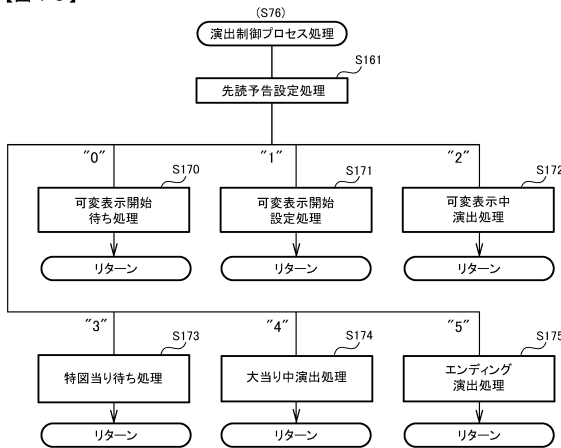 (S76)
演出制御プロセス処理
S161
先読予告設定処理
"0"
"1"
"2"
S170
S171
S172
可変表示開始
待ち処理
可変表示開始
設定処理
可変表示中
演出処理
リターン
リターン
リターン
"3"
"4"
"5"
S173
S174
S175
特図当り待ち処理
大当り中演出処理
エンディング
演出処理
リターン
リターン
リターン